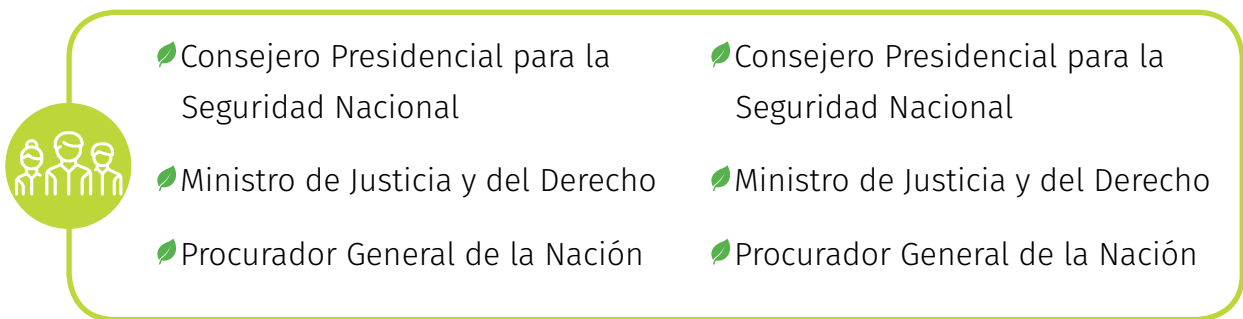 Consejero Presidencial para la
Seguridad Nacional
Ministro de Justicia y del Derecho
Procurador General de la Nación
Consejero Presidencial para la
Seguridad Nacional
Ministro de Justicia y del Derecho
Procurador General de la Nación